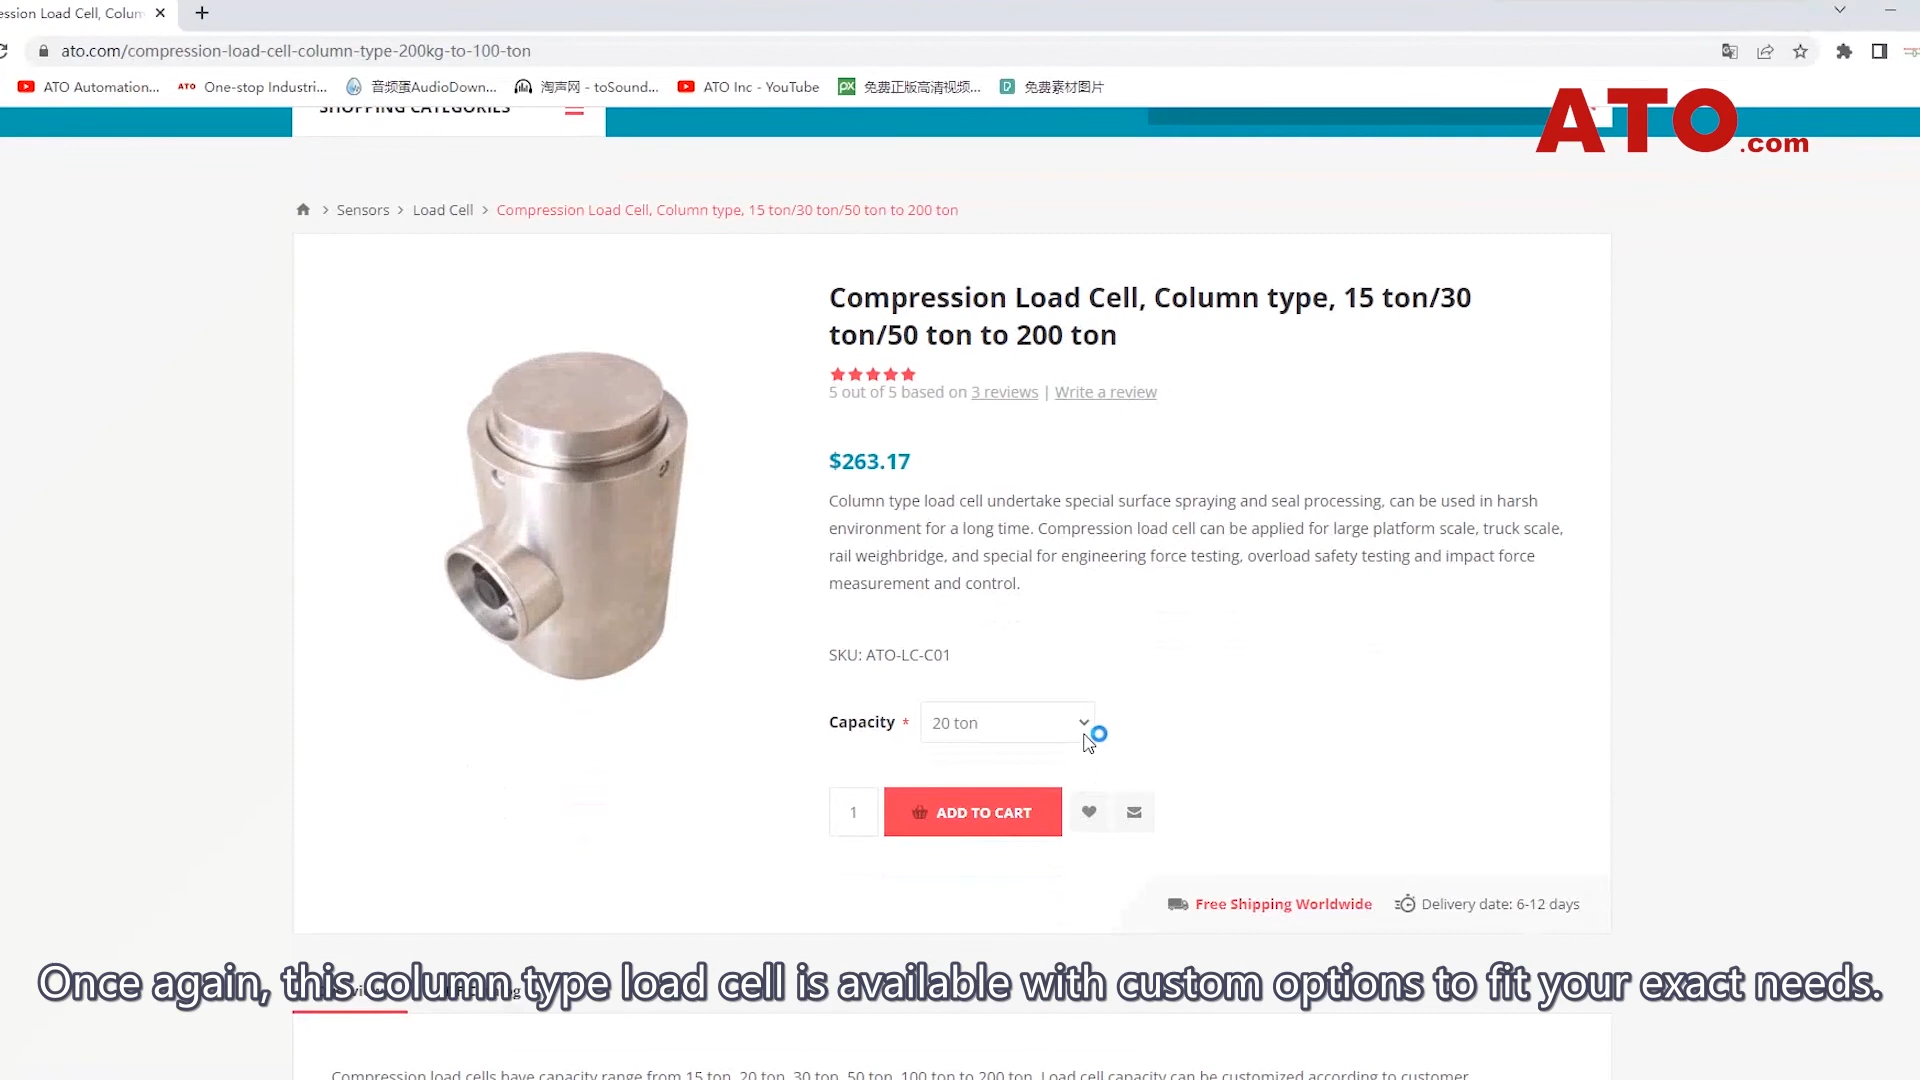 ession Load Cell, Colum
ato.com/compression-load-cell-column-type-200kg-to-100-ton
ATO Automation... ATO One-stop Industri... 音频蛋AudioDown... 淘声网 - toSound... ATO Inc - YouTube 免费正版高清视频... 免费素材图片
SHOPPING CATEGORIES
ATO.com
Sensors > Load Cell > Compression Load Cell, Column type, 15 ton/30 ton/50 ton to 200 ton
Compression Load Cell, Column type, 15 ton/30
ton/50 ton to 200 ton
5 out of 5 based on 3 reviews | Write a review
$263.17
Column type load cell undertake special surface spraying and seal processing, can be used in harsh
environment for a long time. Compression load cell can be applied for large platform scale, truck scale,
rail weighbridge, and special for engineering force testing, overload safety testing and impact force
measurement and control.
SKU: ATO-LC-C01
Capacity * 20 ton
1 ADD TO CART
Free Shipping Worldwide Delivery date: 6-12 days
Once again, this column type load cell is available with custom options to fit your exact needs.
Compression load cells have capacity range from 15 ton, 20 ton, 30 ton, 50 ton, 100 ton to 200 ton. Load cell capacity can be customized according to customer